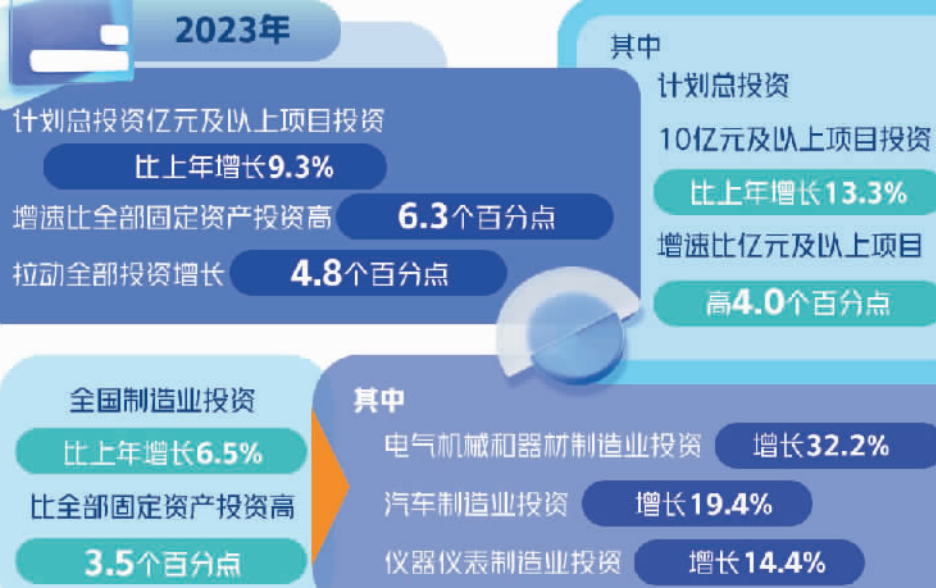 2023年
计划总投资亿元及以上项目投资
比上年增长9.3%
增速比全部固定资产投资高 6.3个百分点
拉动全部投资增长 4.8个百分点
其中
计划总投资
10亿元及以上项目投资
比上年增长13.3%
增速比亿元及以上项目
高4.0个百分点
全国制造业投资
比上年增长6.5%
比全部固定资产投资高
3.5个百分点
其中
电气机械和器材制造业投资 增长32.2%
汽车制造业投资 增长19.4%
仪器仪表制造业投资 增长14.4%